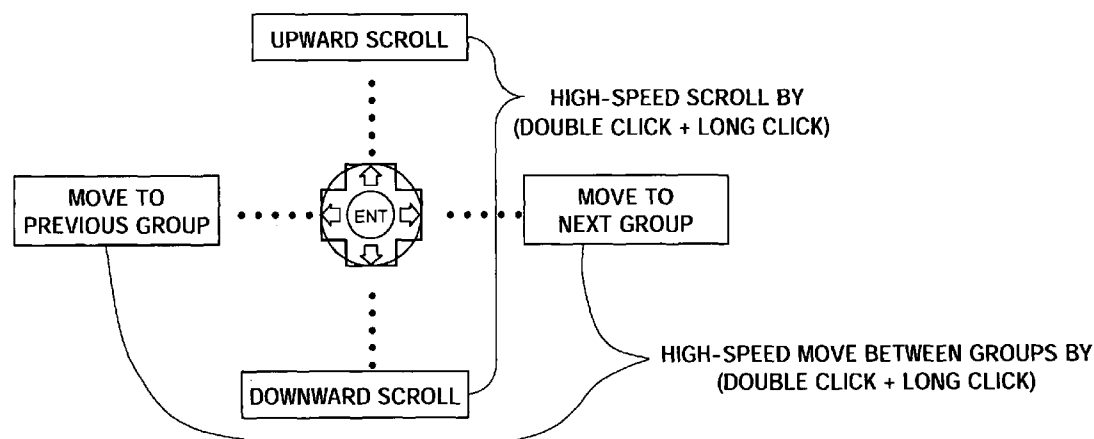 UPWARD SCROLL
HIGH-SPEED SCROLL BY
(DOUBLE CLICK + LONG CLICK)
MOVE TO
PREVIOUS GROUP
ENT
MOVE TO
NEXT GROUP
HIGH-SPEED MOVE BETWEEN GROUPS BY
(DOUBLE CLICK + LONG CLICK)
DOWNWARD SCROLL